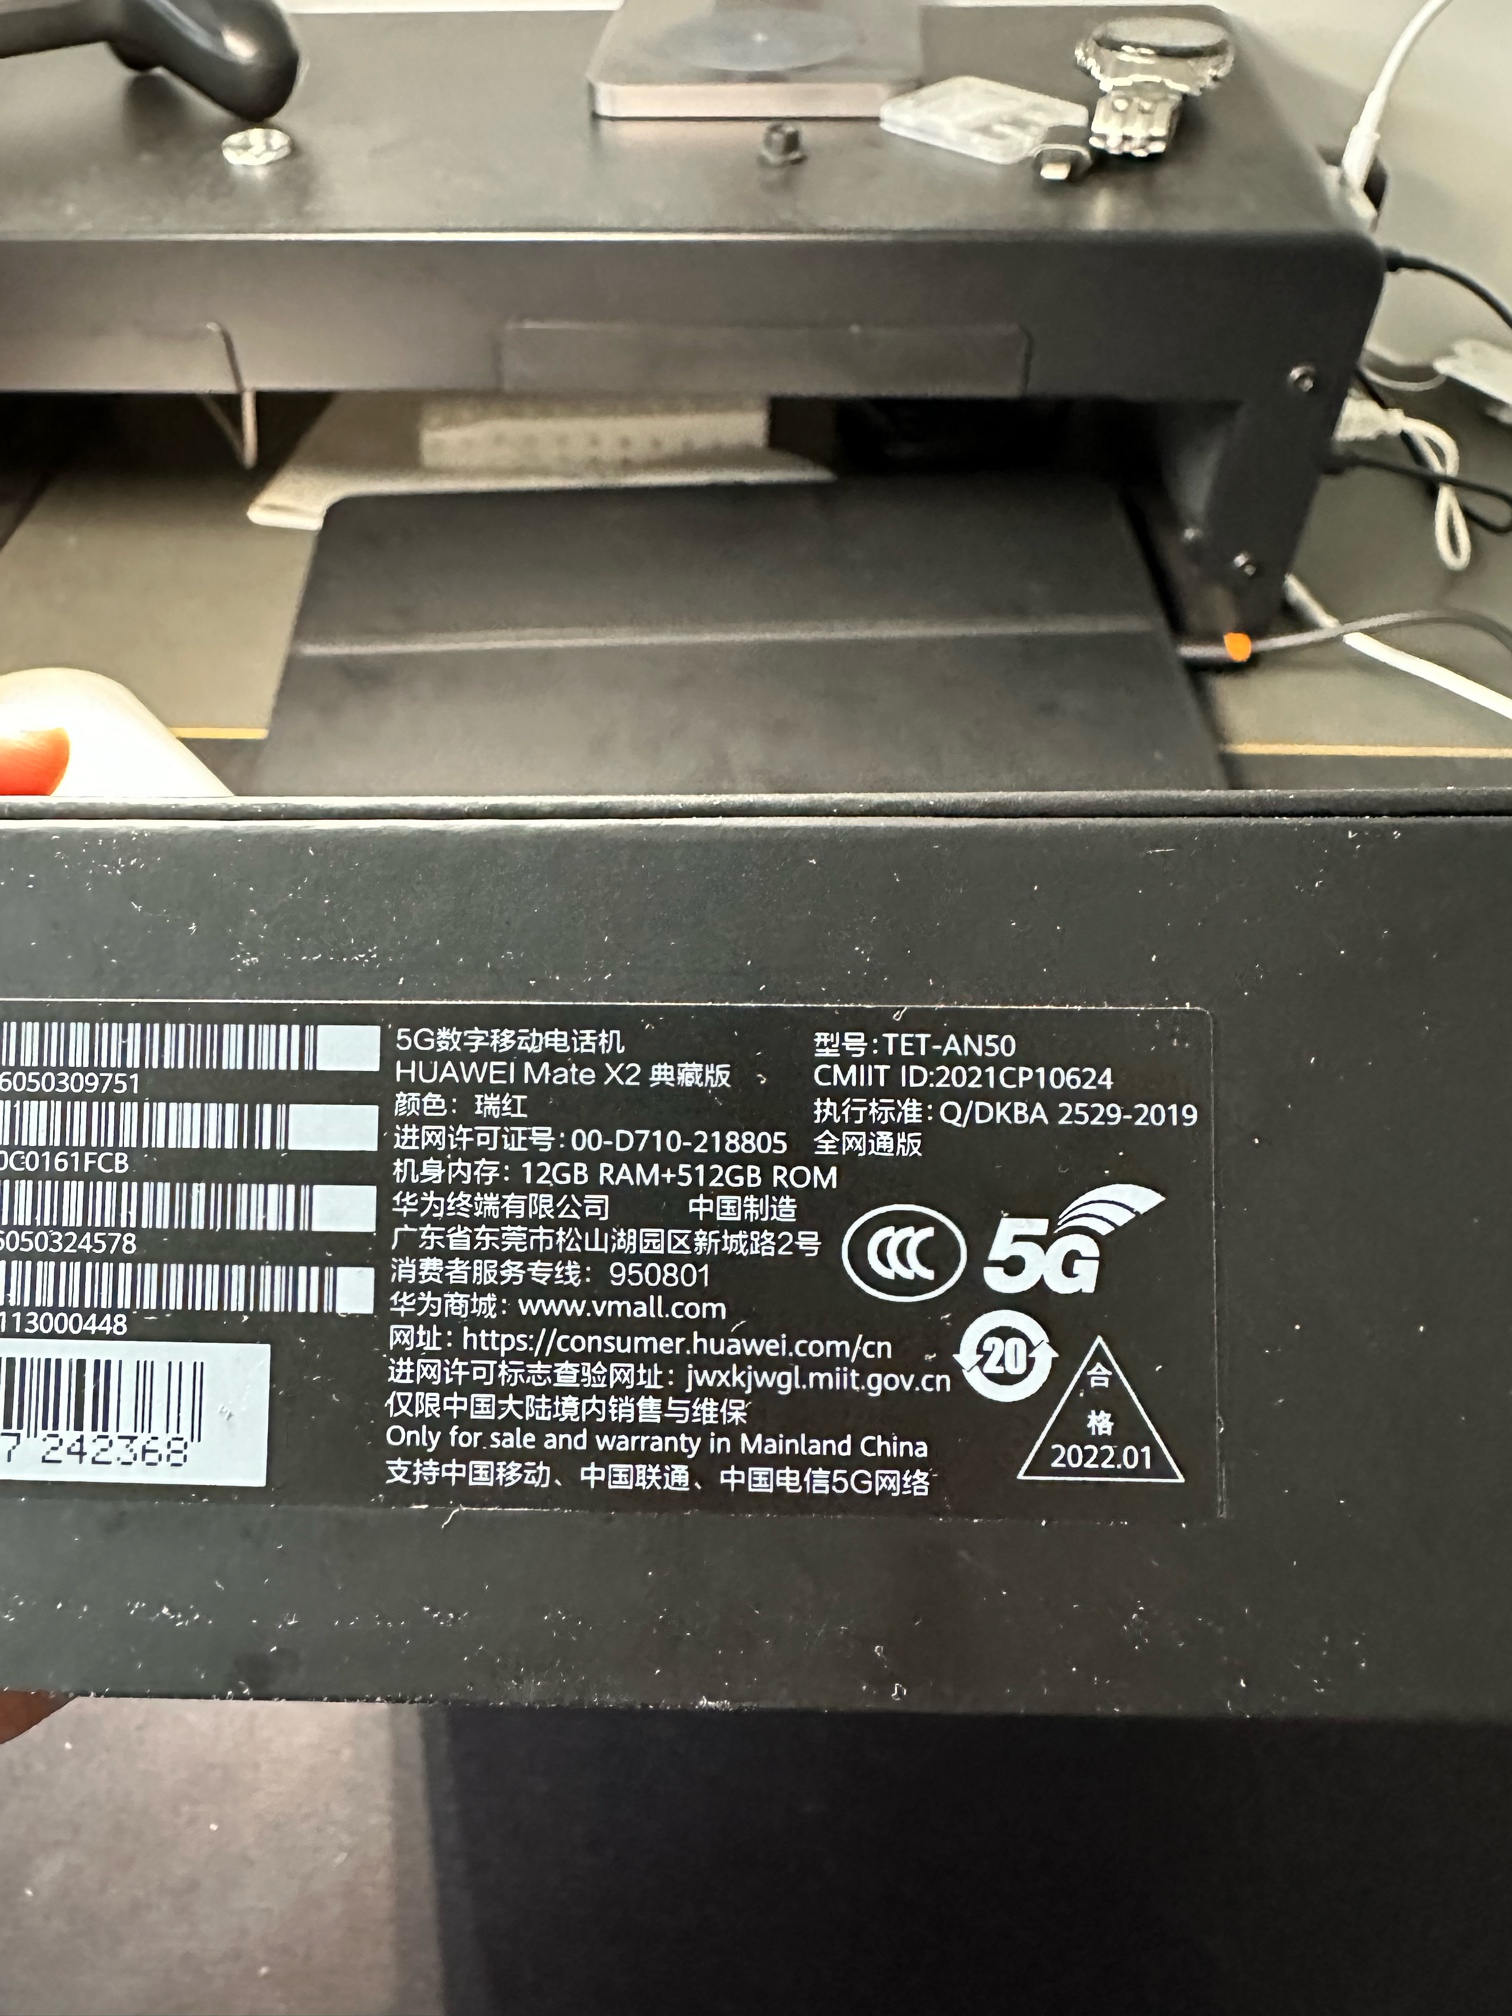 6050309751
0C0161FCB
5050324578
113000448
7 242368
5G数字移动电话机
HUAWEI Mate X2 典藏版
颜色：瑞红
进网许可证号：00-D710-218805
机身内存：12GB RAM+512GB ROM
华为终端有限公司 中国制造
广东省东莞市松山湖园区新城路2号
消费者服务专线：950801
华为商城：www.vmall.com
网址：https://consumer.huawei.com/cn
进网许可标志查验网址：jwxkjwgl.miit.gov.cn
仅限中国大陆境内销售与维保
Only for sale and warranty in Mainland China
支持中国移动、中国联通、中国电信5G网络
型号：TET-AN50
CMIIT ID:2021CP10624
执行标准：Q/DKBA 2529-2019
全网通版
CCC
5G
20
合
格
2022.01